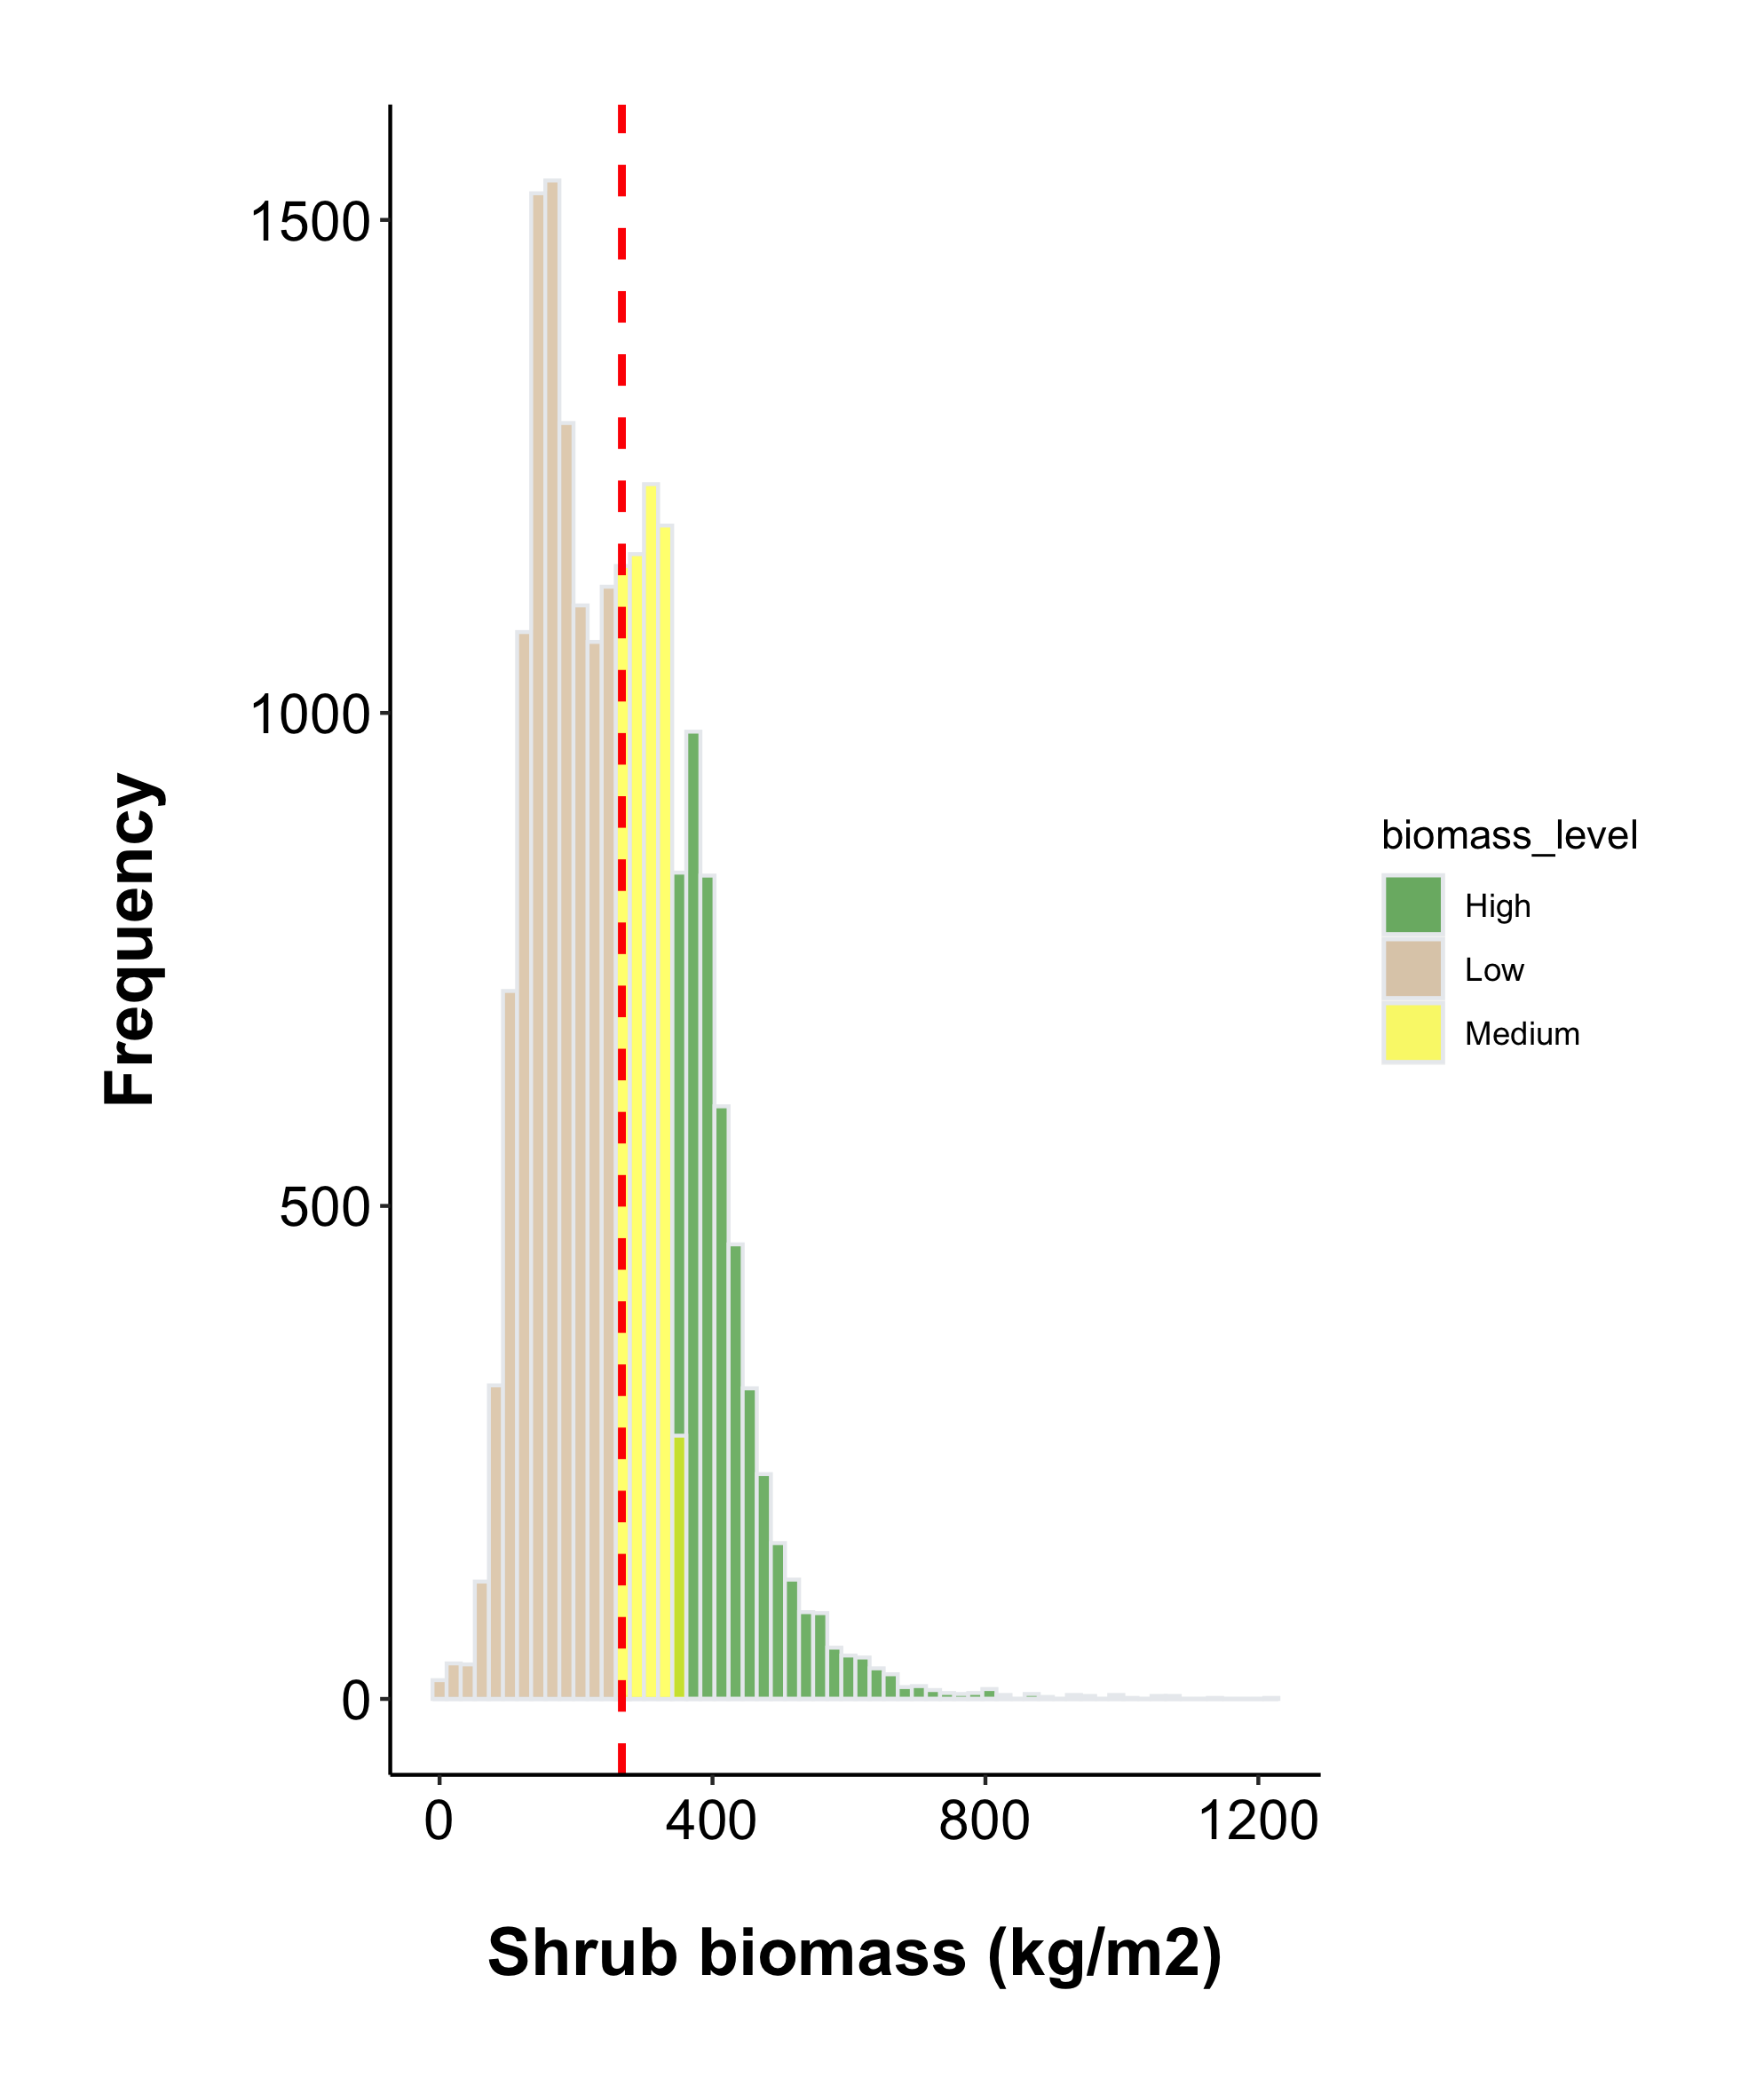 1500
1000
500
0
Frequency
0 400 800 1200
Shrub biomass (kg/m2)
biomass_level
High
Low
Medium